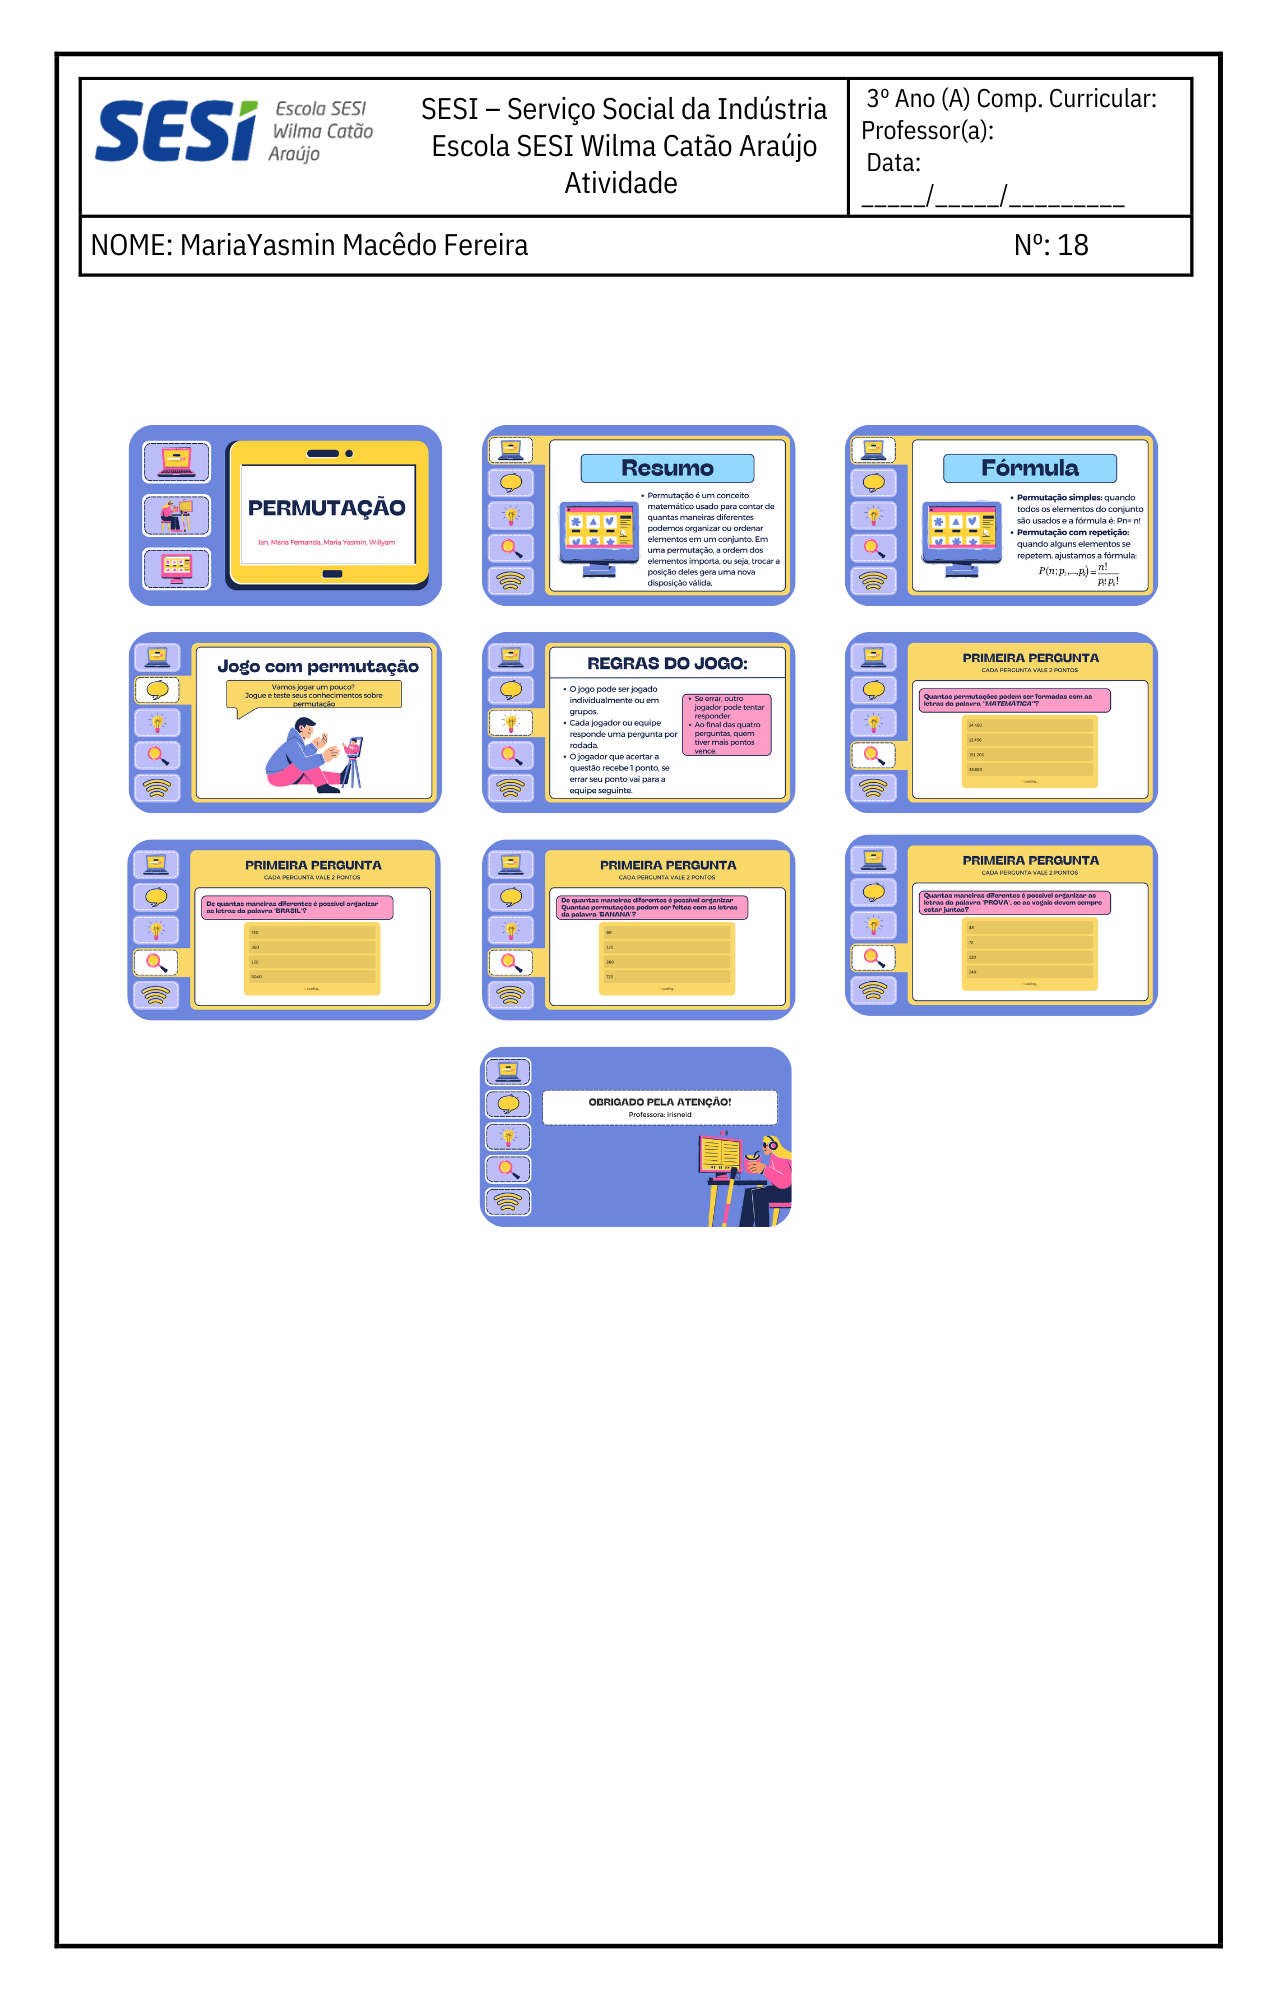 SESI
Escola SESI
Wilma Catão
Araújo
SESI – Serviço Social da Indústria
Escola SESI Wilma Catão Araújo
Atividade
3º Ano (A) Comp. Curricular:
Professor(a):
Data:
_____/_____/_________
NOME: MariaYasmin Macêdo Fereira
Nº: 18
PERMUTAÇÃO
Ian, Maria Fernanda, Maria Yasmin, Willyam
Resumo
• Permutação é um conceito
matemático usado para contar de
quantas maneiras diferentes
podemos organizar ou ordenar
elementos em um conjunto. Em
uma permutação, a ordem dos
elementos importa, ou seja, trocar a
posição deles gera uma nova
disposição válida.
Fórmula
• Permutação simples: quando
todos os elementos do conjunto
são usados e a fórmula é: Pn= n!
• Permutação com repetição:
quando alguns elementos se
repetem, ajustamos a fórmula:
Jogo com permutação
Vamos jogar um pouco?
Jogue e teste seus conhecimentos sobre
permutação
REGRAS DO JOGO:
• O jogo pode ser jogado
individualmente ou em
grupos.
• Cada jogador ou equipe
responde uma pergunta por
rodada.
• O jogador que acertar a
questão recebe 1 ponto, se
errar seu ponto vai para a
equipe seguinte.
• Se errar, outro
jogador pode tentar
responder.
• Ao final das quatro
perguntas, quem
tiver mais pontos
vence.
PRIMEIRA PERGUNTA
CADA PERGUNTA VALE 2 PONTOS
Quantas permutações podem ser formadas com as
letras da palavra "MATEMÁTICA"?
PRIMEIRA PERGUNTA
CADA PERGUNTA VALE 2 PONTOS
De quantas maneiras diferentes é possível organizar
as letras da palavra "BRASIL"?
360
120
5040
PRIMEIRA PERGUNTA
CADA PERGUNTA VALE 2 PONTOS
De quantas maneiras diferentes é possível organizar
Quantas permutações podem ser feitas com as letras
da palavra "BANANA"?
60
120
360
720
PRIMEIRA PERGUNTA
CADA PERGUNTA VALE 2 PONTOS
Quantas maneiras diferentes é possível organizar as
letras da palavra "PROVA", se as vogais devem sempre
estar juntas?
48
72
120
240
OBRIGADO PELA ATENÇÃO!
Professora: irisneid